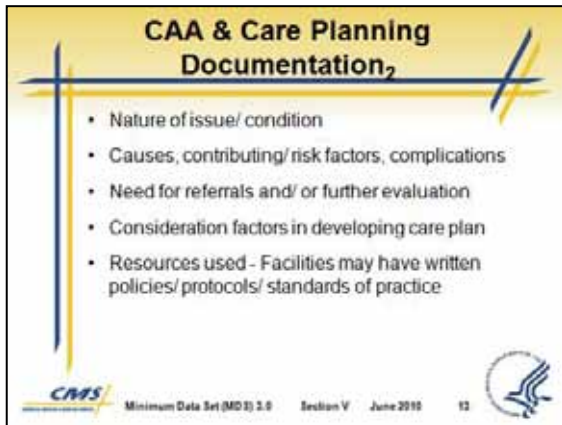 CAA & Care Planning
Documentation₂
• Nature of issue/ condition
• Causes, contributing/ risk factors, complications
• Need for referrals and/ or further evaluation
• Consideration factors in developing care plan
• Resources used - Facilities may have written
policies/ protocols/ standards of practice
CMS
Minimum Data Set (MDS) 3.0 Section V June 2010